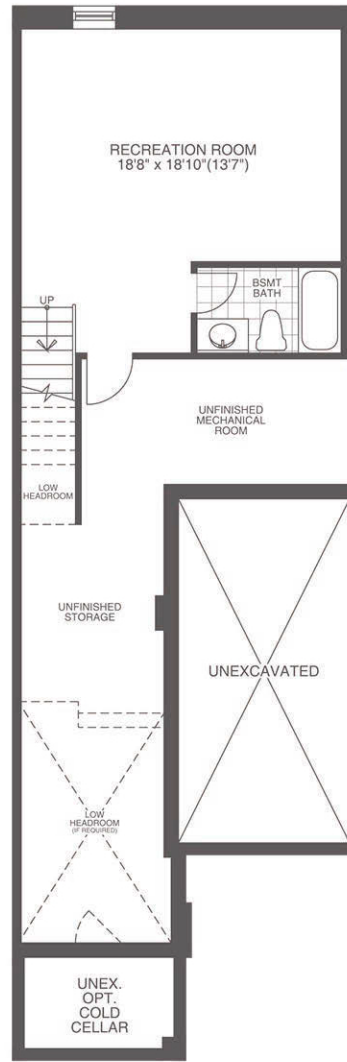 RECREATION ROOM
18'8" x 18'10"(13'7")
BSMT
BATH
UP
UNFINISHED
MECHANICAL
ROOM
LOW
HEADROOM
UNFINISHED
STORAGE
UNEXCAVATED
LOW
HEADROOM
(IF REQUIRED)
UNEX.
OPT.
COLD
CELLAR